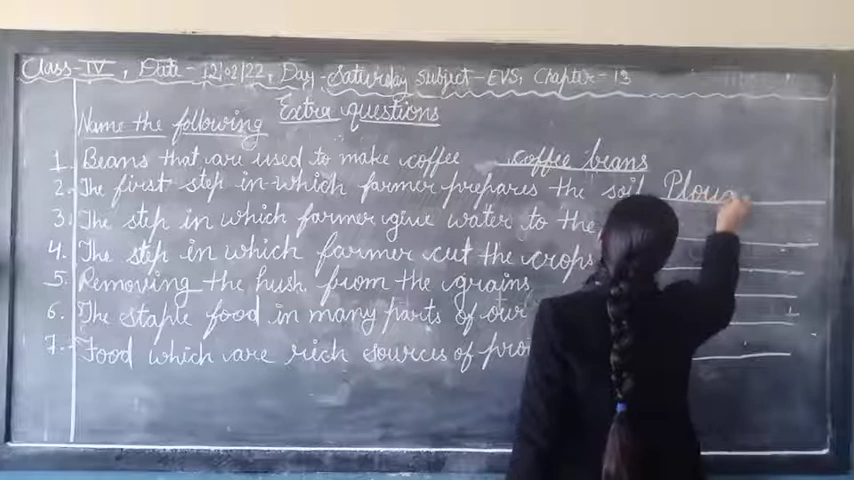 Class-IV, Date-12/02/22, Day-Saturday Subject-EVS, Chapter-13
Extra questions
Name the following
1. Beans that are used to make coffee coffee beans
2. The first step in which farmer prepares the soil Ploug
3. The step in which farmer give water to the
4. The step in which farmer cut the crops
5. Removing the husk from the grains
6. The staple food in many parts of our
7. Food which are rich sources of pro